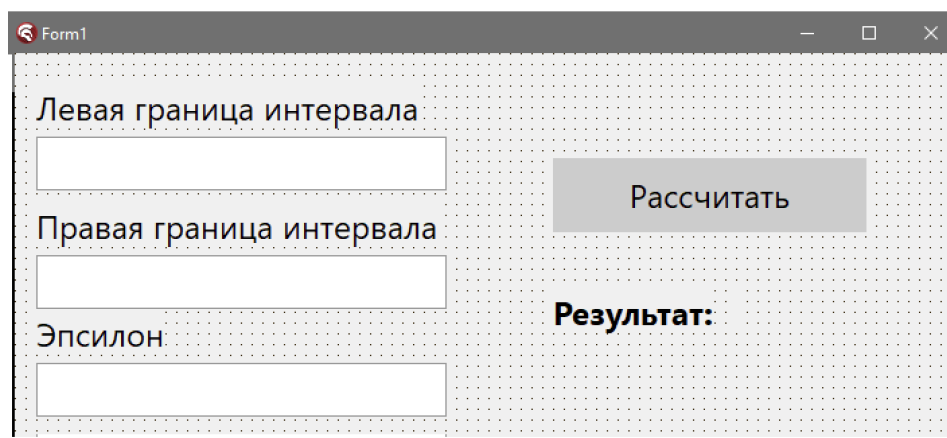 Form1
Левая граница интервала
Рассчитать
Правая граница интервала
Результат:
Эпсилон